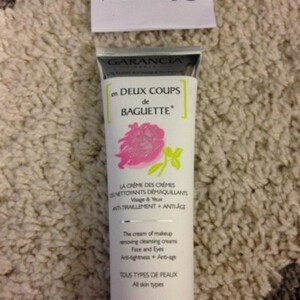 GARANCIA
en DEUX COUPS
de
BAGUETTE*
LA CRÈME DES CRÈMES
DES NETTOYANTS DÉMAQUILLANTS
Visage & Yeux
ANTI-TIRAILLEMENT + ANTI-ÂGE
The cream of makeup
removing cleansing creams
Face and Eyes
Anti-tightness + Anti-age
TOUS TYPES DE PEAUX
All skin types